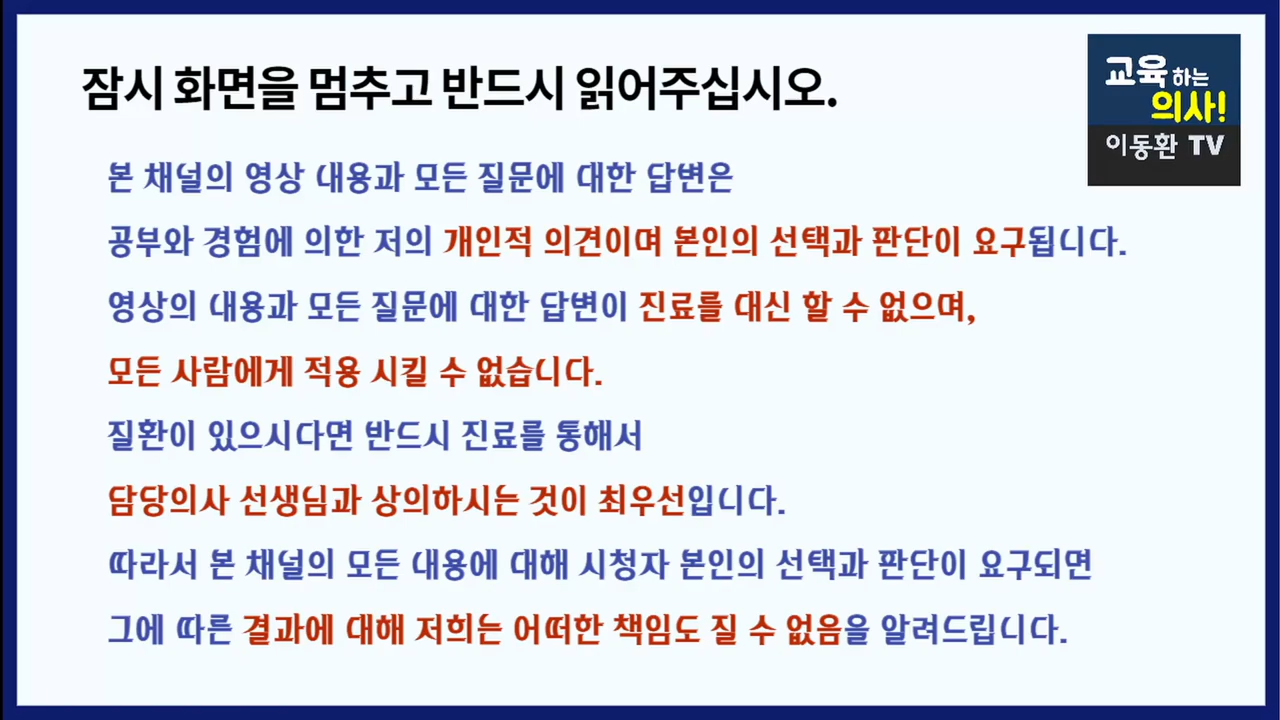 잠시 화면을 멈추고 반드시 읽어주십시오.
교육하는
의사!
이동환 TV
본 채널의 영상 내용과 모든 질문에 대한 답변은
공부와 경험에 의한 저의 개인적 의견이며 본인의 선택과 판단이 요구됩니다.
영상의 내용과 모든 질문에 대한 답변이 진료를 대신 할 수 없으며,
모든 사람에게 적용 시킬 수 없습니다.
질환이 있으시다면 반드시 진료를 통해서
담당의사 선생님과 상의하시는 것이 최우선입니다.
따라서 본 채널의 모든 내용에 대해 시청자 본인의 선택과 판단이 요구되면
그에 따른 결과에 대해 저희는 어떠한 책임도 질 수 없음을 알려드립니다.